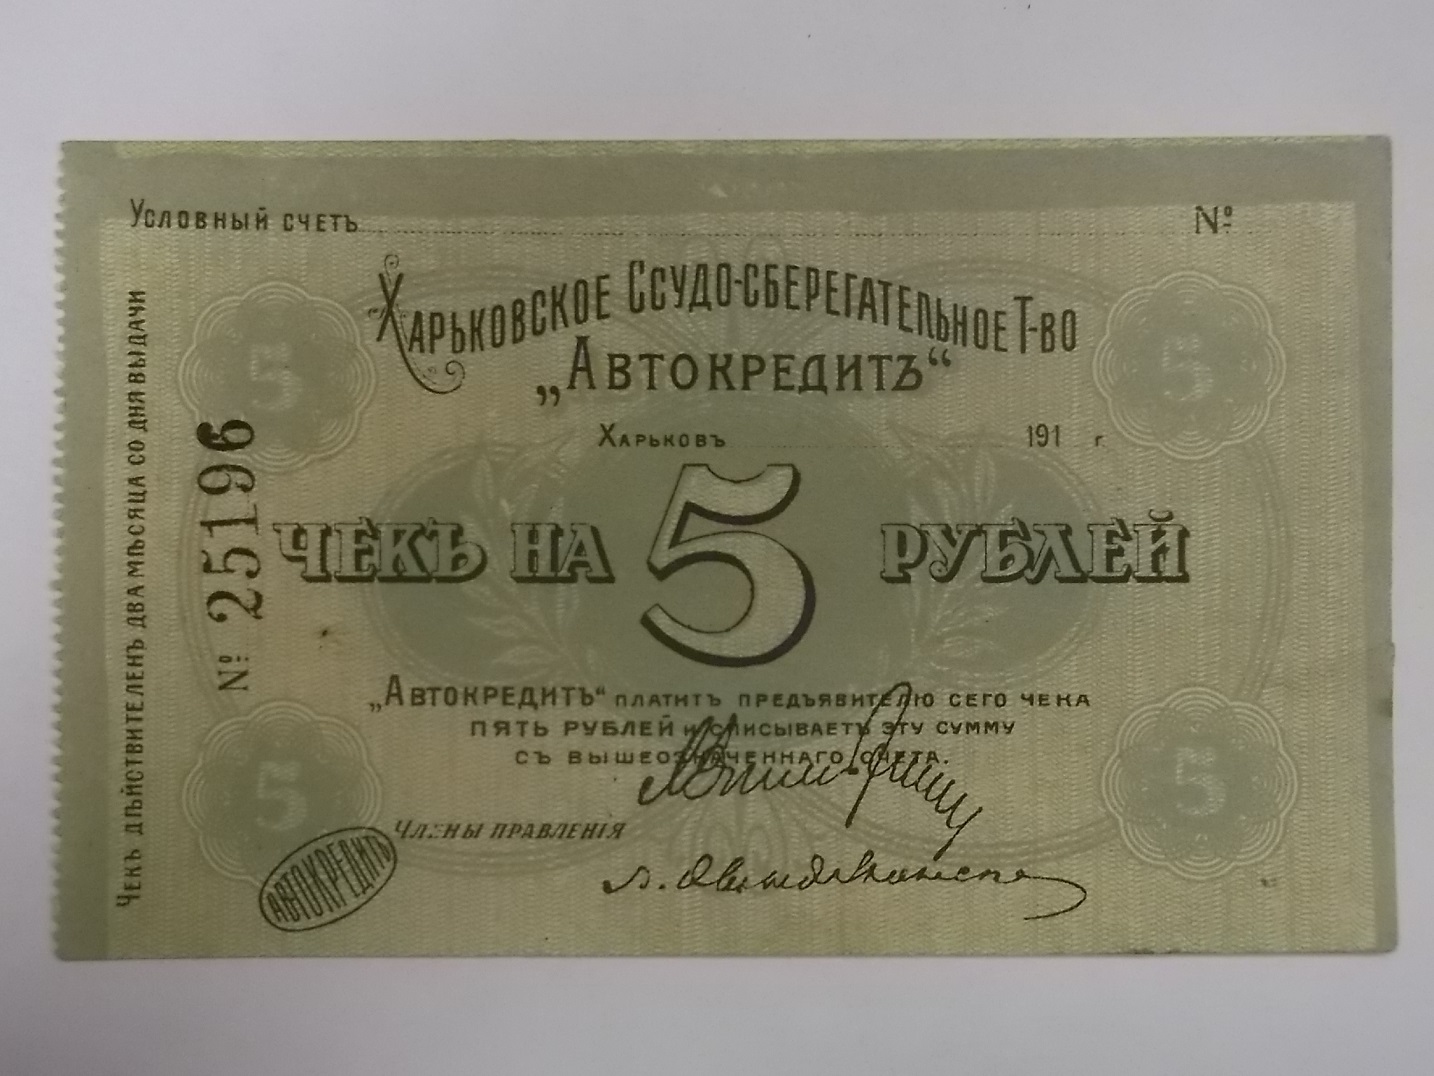 Условный счетъ № 
Харьковское Ссудо-сберегательное Т-во
„Автокредитъ“
Харьковъ 191 г.
Чекъ дѣйствителенъ два мѣсяца со дня выдачи
№ 25196
ЧЕКЪ НА 5 РУБЛЕЙ
5
5
„Автокредитъ“ платитъ предъявителю сего чека
пять рублей и списываетъ эту сумму
съ вышеозначеннаго счета.
5
5
Члены правленія
АВТОКРЕДИТЪ